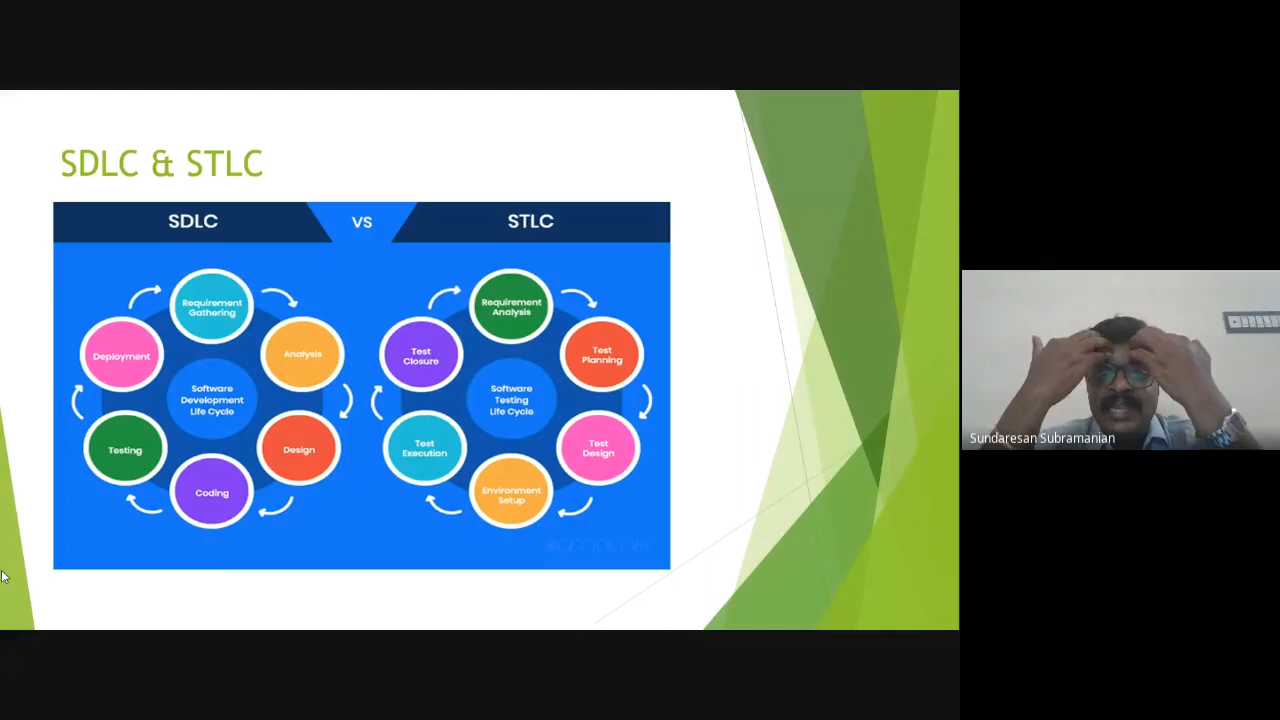 SDLC & STLC
SDLC
VS
STLC
Requirement
Gathering
Analysis
Design
Coding
Testing
Deployment
Software
Development
Life Cycle
Requirement
Analysis
Test
Planning
Test
Design
Environment
Setup
Test
Execution
Test
Closure
Software
Testing
Life Cycle
Sundaresan Subramanian